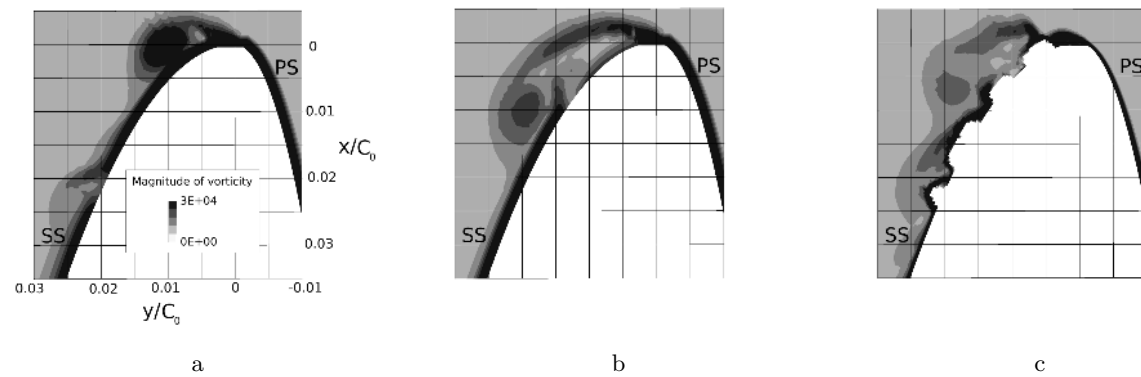 PS
SS
0
0.01
x/C₀
0.02
0.03
Magnitude of vorticity
3E+04
0E+00
0.03 0.02 0.01 0 -0.01
y/C₀
PS
SS
PS
SS
a b c